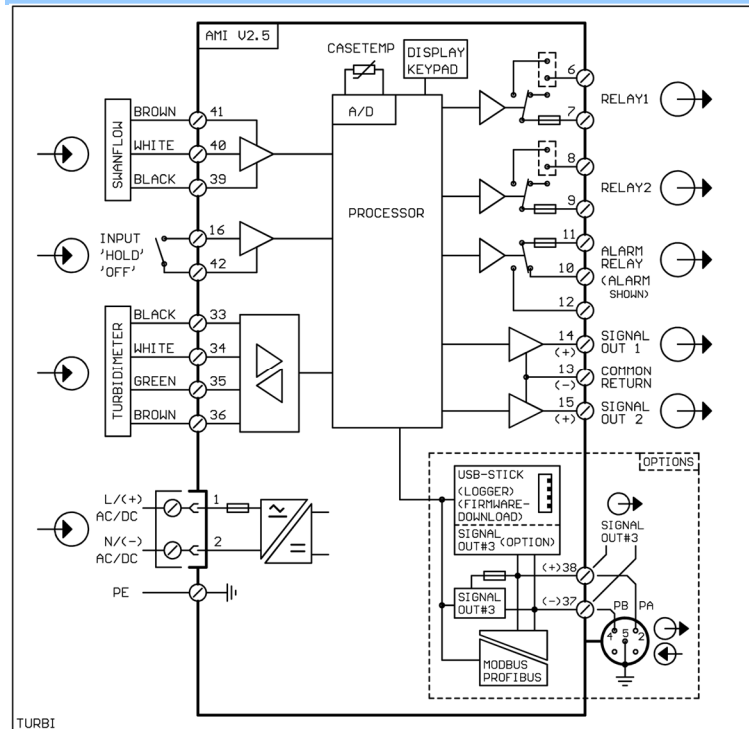 AMI V2.5
CASETEMP
DISPLAY
KEYPAD
A/D
PROCESSOR
SWANFLOW
BROWN 41
WHITE 40
BLACK 39
INPUT
'HOLD'
'OFF'
16
42
TURBIDIMETER
BLACK 33
WHITE 34
GREEN 35
BROWN 36
L/(+)
AC/DC
1
N/(-)
AC/DC
2
PE
6
RELAY1
7
8
RELAY2
9
11
ALARM
RELAY
10
(ALARM
SHOWN)
12
14
(+)
SIGNAL
OUT 1
13
(-)
COMMON
RETURN
15
(+)
SIGNAL
OUT 2
OPTIONS
USB-STICK
(LOGGER)
(FIRMWARE-
DOWNLOAD)
SIGNAL
OUT#3 (OPTION)
SIGNAL
OUT#3
(+)38
(-)37
SIGNAL
OUT#3
PB PA
4 5 2
MODBUS
PROFIBUS
TURBI